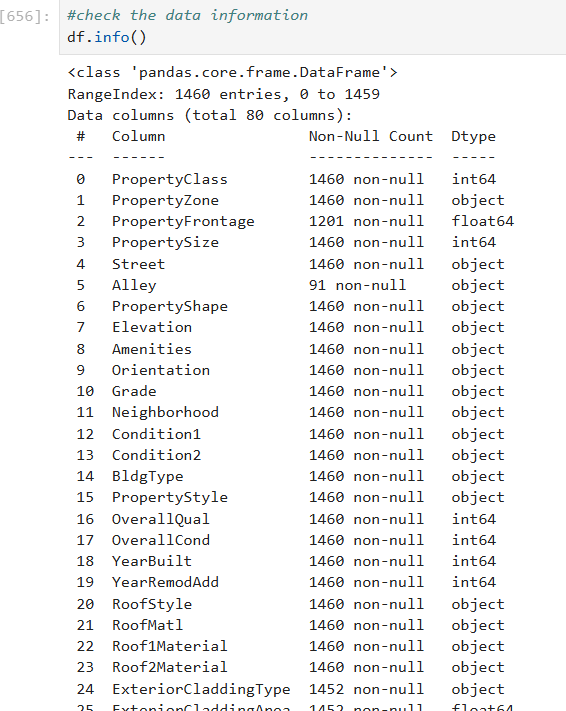 [656]: #check the data information
df.info()
<class 'pandas.core.frame.DataFrame'>
RangeIndex: 1460 entries, 0 to 1459
Data columns (total 80 columns):
 #   Column                Non-Null Count  Dtype
---  ------                --------------  -----
 0   PropertyClass         1460 non-null   int64
 1   PropertyZone          1460 non-null   object
 2   PropertyFrontage      1201 non-null   float64
 3   PropertySize          1460 non-null   int64
 4   Street                1460 non-null   object
 5   Alley                 91 non-null     object
 6   PropertyShape         1460 non-null   object
 7   Elevation             1460 non-null   object
 8   Amenities             1460 non-null   object
 9   Orientation           1460 non-null   object
 10  Grade                 1460 non-null   object
 11  Neighborhood          1460 non-null   object
 12  Condition1            1460 non-null   object
 13  Condition2            1460 non-null   object
 14  BldgType              1460 non-null   object
 15  PropertyStyle         1460 non-null   object
 16  OverallQual           1460 non-null   int64
 17  OverallCond           1460 non-null   int64
 18  YearBuilt             1460 non-null   int64
 19  YearRemodAdd          1460 non-null   int64
 20  RoofStyle             1460 non-null   object
 21  RoofMatl              1460 non-null   object
 22  Roof1Material         1460 non-null   object
 23  Roof2Material         1460 non-null   object
 24  ExteriorCladdingType  1452 non-null   object
 25  ExteriorCladdingArea  1452 non-null   float64